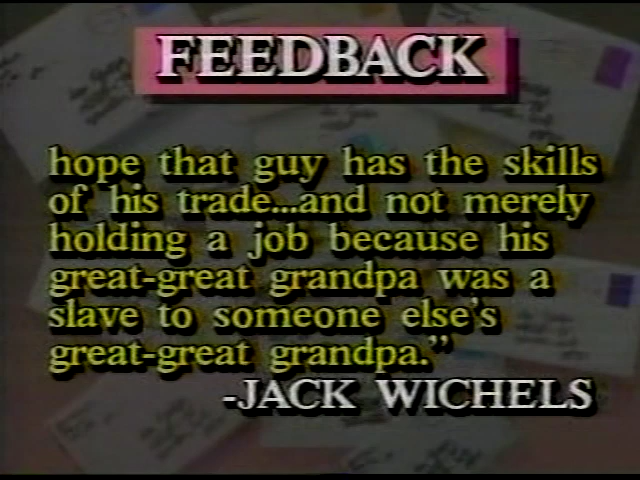 FEEDBACK
hope that guy has the skills
of his trade...and not merely
holding a job because his
great-great grandpa was a
slave to someone else's
great-great grandpa."
-JACK WICHELS